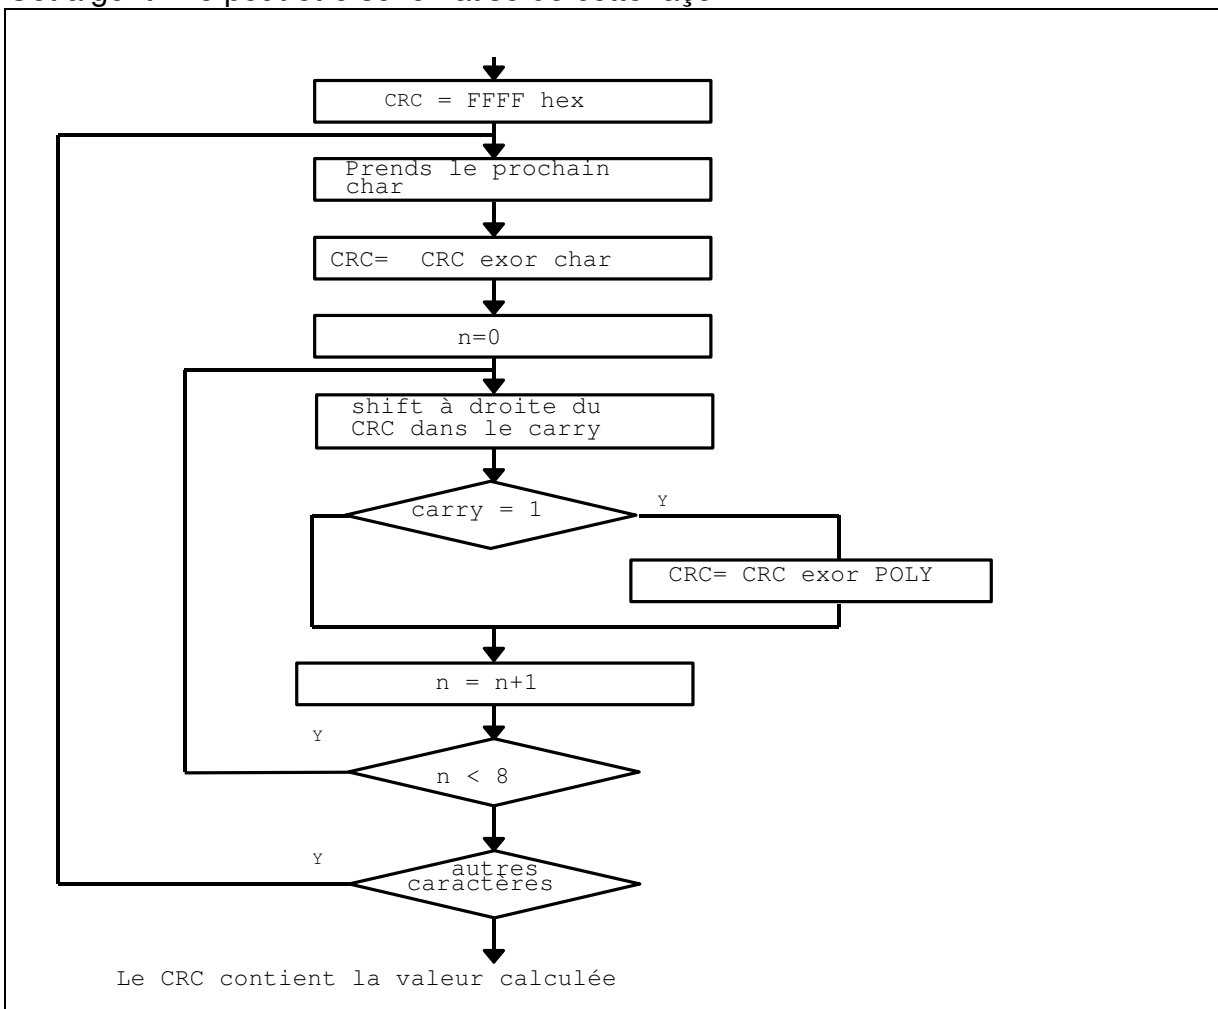 CRC = FFFF hex
Prends le prochain
char
CRC= CRC exor char
n=0
shift à droite du
CRC dans le carry
carry = 1
Y
CRC= CRC exor POLY
n = n+1
Y
n < 8
Y
autres
caractères
Le CRC contient la valeur calculée